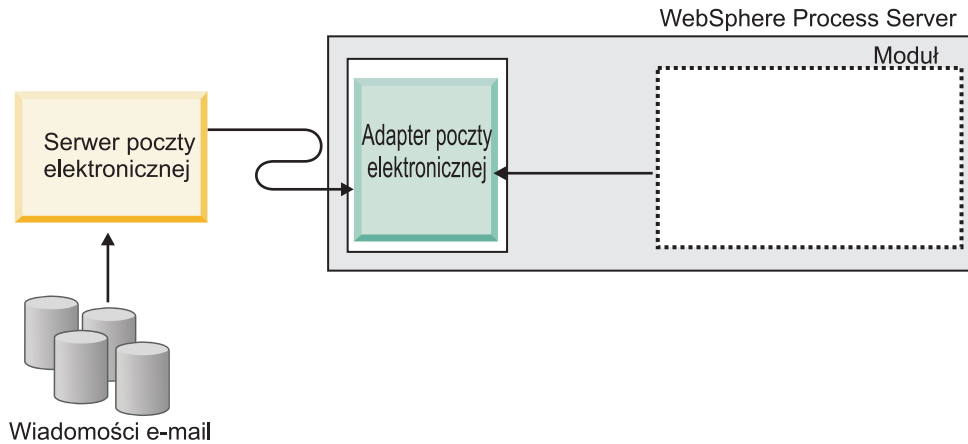 WebSphere Process Server
Moduł
Serwer poczty
elektronicznej
Adapter poczty
elektronicznej
Wiadomości e-mail